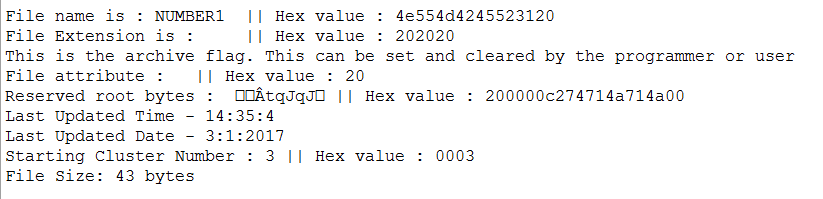 File name is : NUMBER1  || Hex value : 4e554d4245523120
File Extension is :     || Hex value : 202020
This is the archive flag. This can be set and cleared by the programmer or user
File attribute :   || Hex value : 20
Reserved root bytes :  □□ÂtqJqJ□ || Hex value : 200000c274714a714a00
Last Updated Time - 14:35:4
Last Updated Date - 3:1:2017
Starting Cluster Number : 3 || Hex value : 0003
File Size: 43 bytes